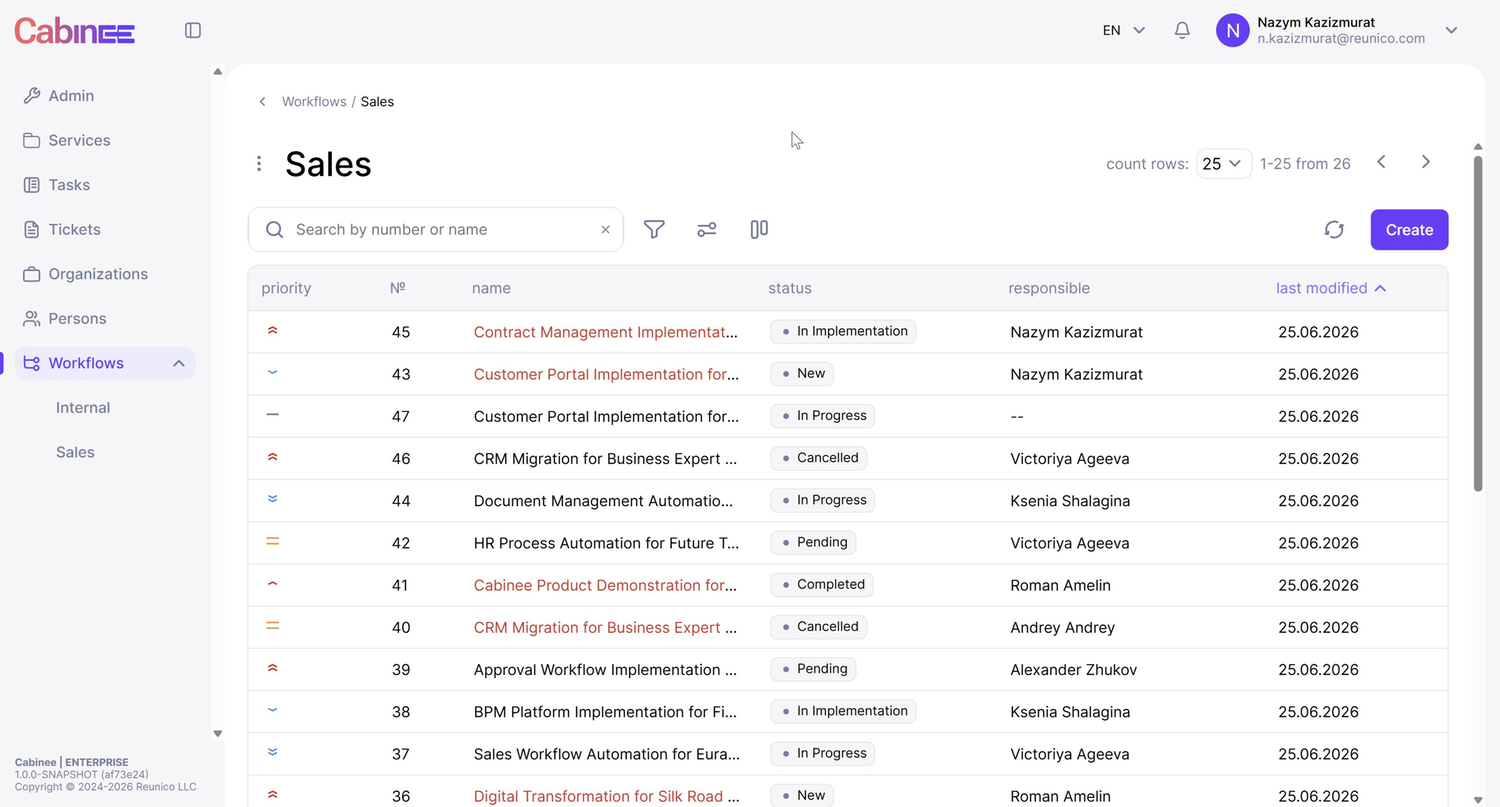 Cabinee
EN
N
Nazym Kazizmurat
n.kazizmurat@reunico.com
Admin
Services
Tasks
Tickets
Organizations
Persons
Workflows
Internal
Sales
Cabinee | ENTERPRISE
1.0.0-SNAPSHOT (af73e24)
Copyright © 2024-2026 Reunico LLC
Workflows / Sales
Sales
count rows: 25 1-25 from 26
Search by number or name
Create
priority № name status responsible last modified
45 Contract Management Implementat... In Implementation Nazym Kazizmurat 25.06.2026
43 Customer Portal Implementation for... New Nazym Kazizmurat 25.06.2026
47 Customer Portal Implementation for... In Progress -- 25.06.2026
46 CRM Migration for Business Expert ... Cancelled Victoriya Ageeva 25.06.2026
44 Document Management Automatio... In Progress Ksenia Shalagina 25.06.2026
42 HR Process Automation for Future T... Pending Victoriya Ageeva 25.06.2026
41 Cabinee Product Demonstration for... Completed Roman Amelin 25.06.2026
40 CRM Migration for Business Expert ... Cancelled Andrey Andrey 25.06.2026
39 Approval Workflow Implementation ... Pending Alexander Zhukov 25.06.2026
38 BPM Platform Implementation for Fi... In Implementation Ksenia Shalagina 25.06.2026
37 Sales Workflow Automation for Eura... In Progress Victoriya Ageeva 25.06.2026
36 Digital Transformation for Silk Road ... New Roman Amelin 25.06.2026